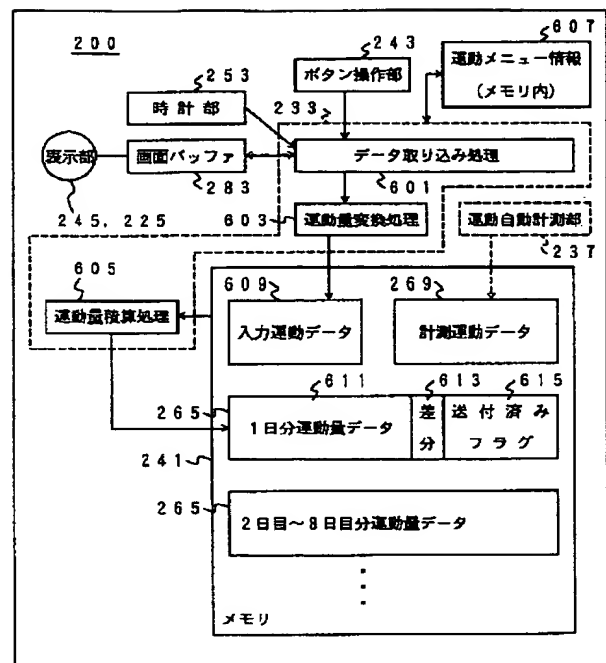 200
607
243
運動メニュー情報
(メモリ内)
ボタン操作部
253
時計部
233
表示部
画面バッファ
データ取り込み処理
283
601
245, 225
603
運動量変換処理
運動自動計測部
237
605
609
269
運動量積算処理
入力運動データ
計測運動データ
611
613
615
265
1日分運動量データ
差分
送付済み
フラグ
241
265
2日目~8日目分運動量データ
メモリ